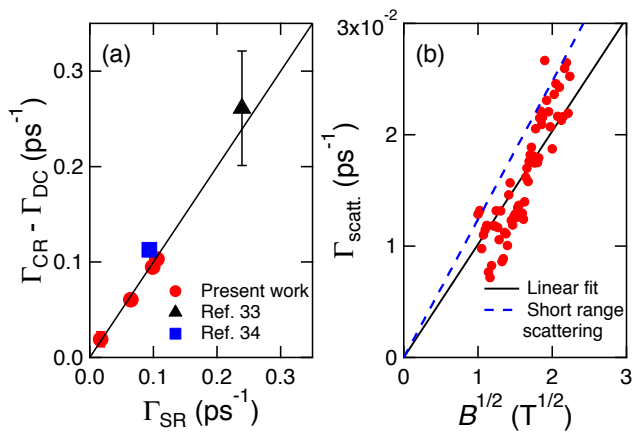 (a)
0.3
0.2
0.1
0.0
0.0 0.1 0.2 0.3
Γ_CR - Γ_DC (ps⁻¹)
Γ_SR (ps⁻¹)
Present work
Ref. 33
Ref. 34
(b)
3x10⁻²
2
1
0
0 1 2 3
Γ_scatt. (ps⁻¹)
B^1/2 (T^1/2)
Linear fit
Short range
scattering